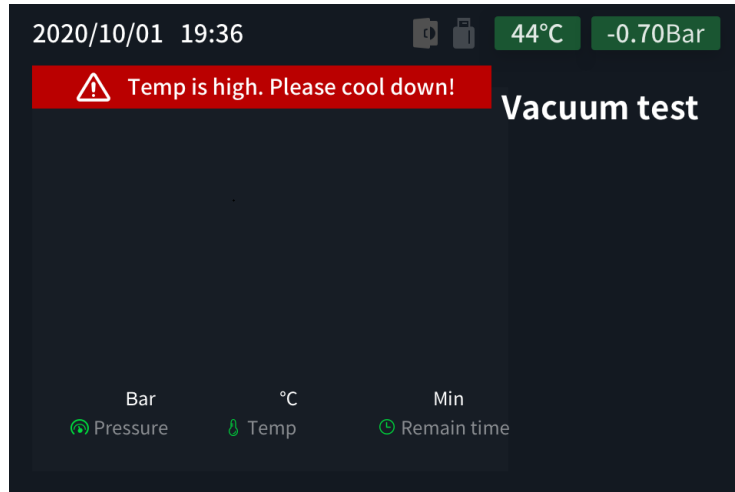 2020/10/01 19:36 44℃ -0.70Bar
Temp is high. Please cool down!
Vacuum test
Bar ℃ Min
Pressure Temp Remain time